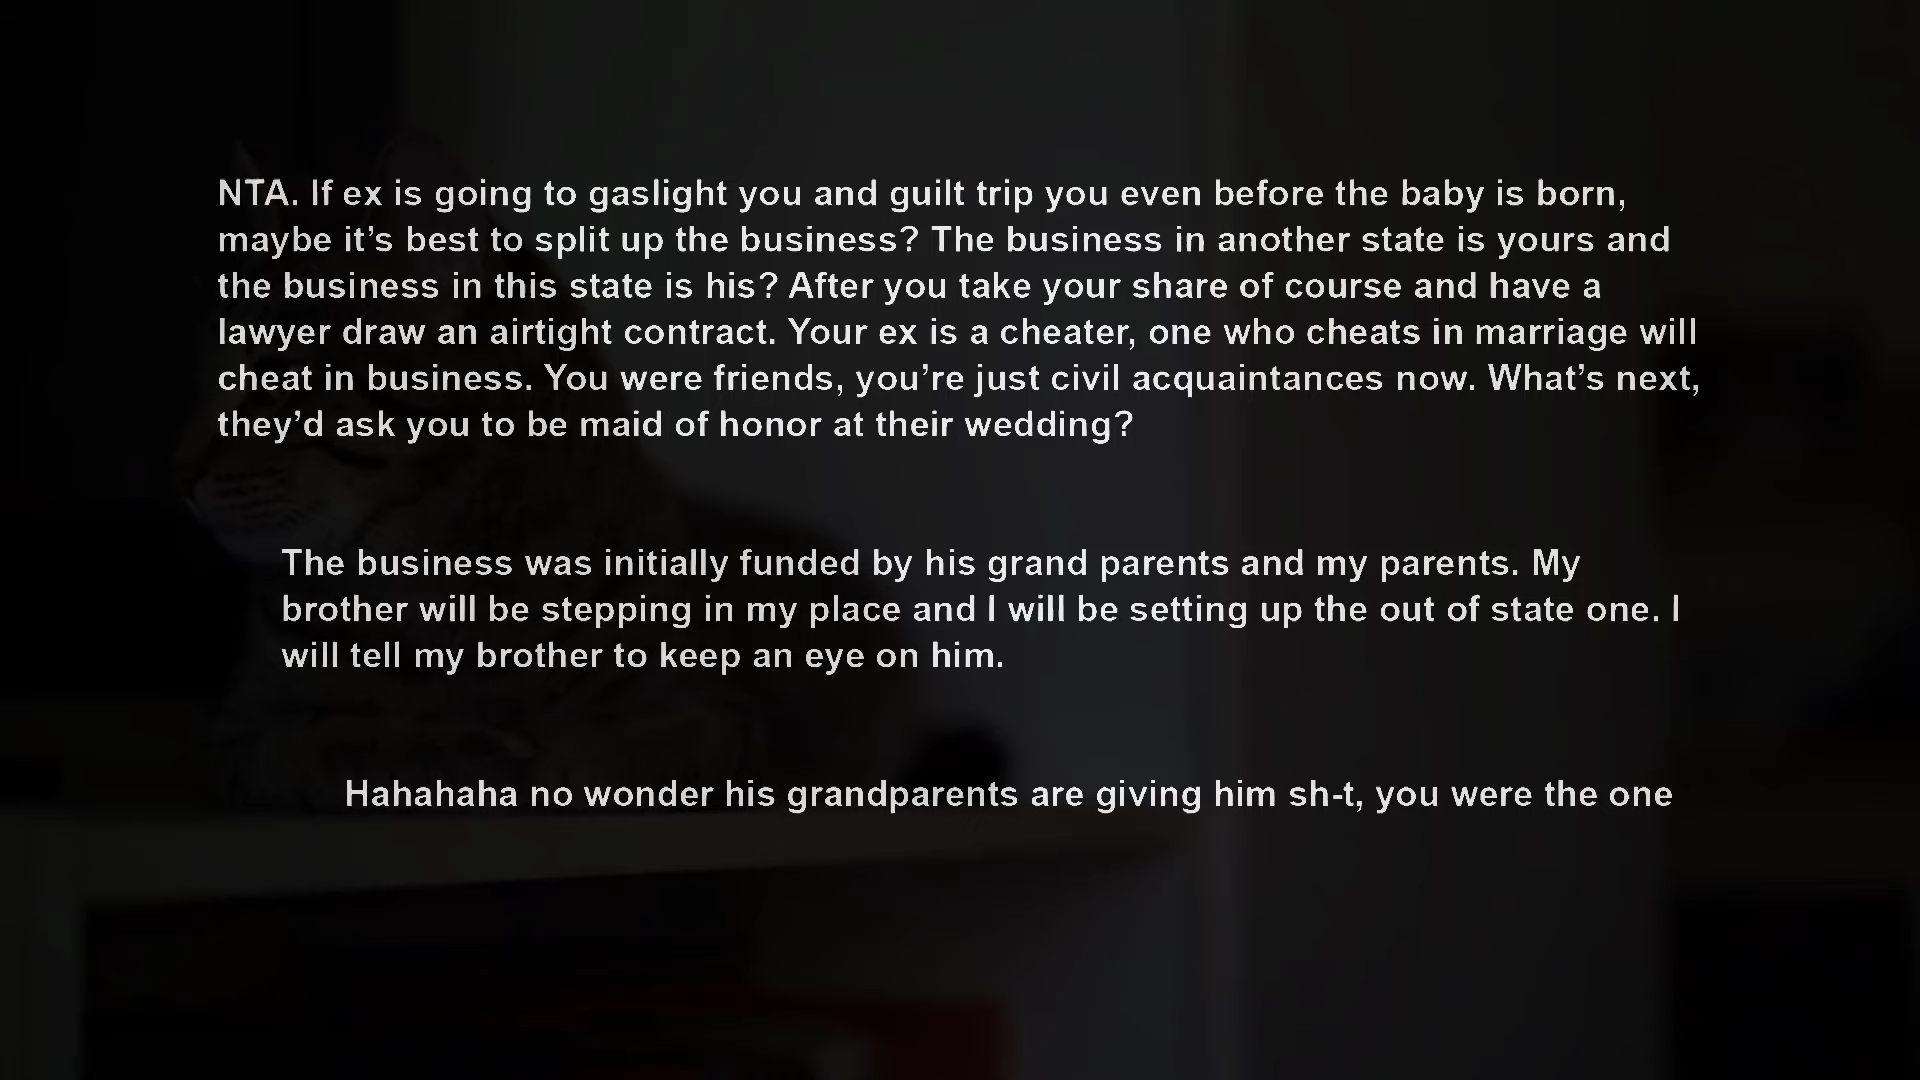 NTA. If ex is going to gaslight you and guilt trip you even before the baby is born,
maybe it’s best to split up the business? The business in another state is yours and
the business in this state is his? After you take your share of course and have a
lawyer draw an airtight contract. Your ex is a cheater, one who cheats in marriage will
cheat in business. You were friends, you’re just civil acquaintances now. What’s next,
they’d ask you to be maid of honor at their wedding?
The business was initially funded by his grand parents and my parents. My
brother will be stepping in my place and I will be setting up the out of state one. I
will tell my brother to keep an eye on him.
Hahahaha no wonder his grandparents are giving him sh-t, you were the one